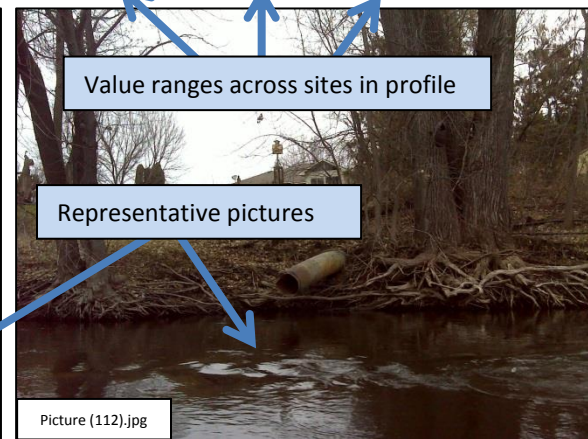 Value ranges across sites in profile
Representative pictures
Picture (112).jpg